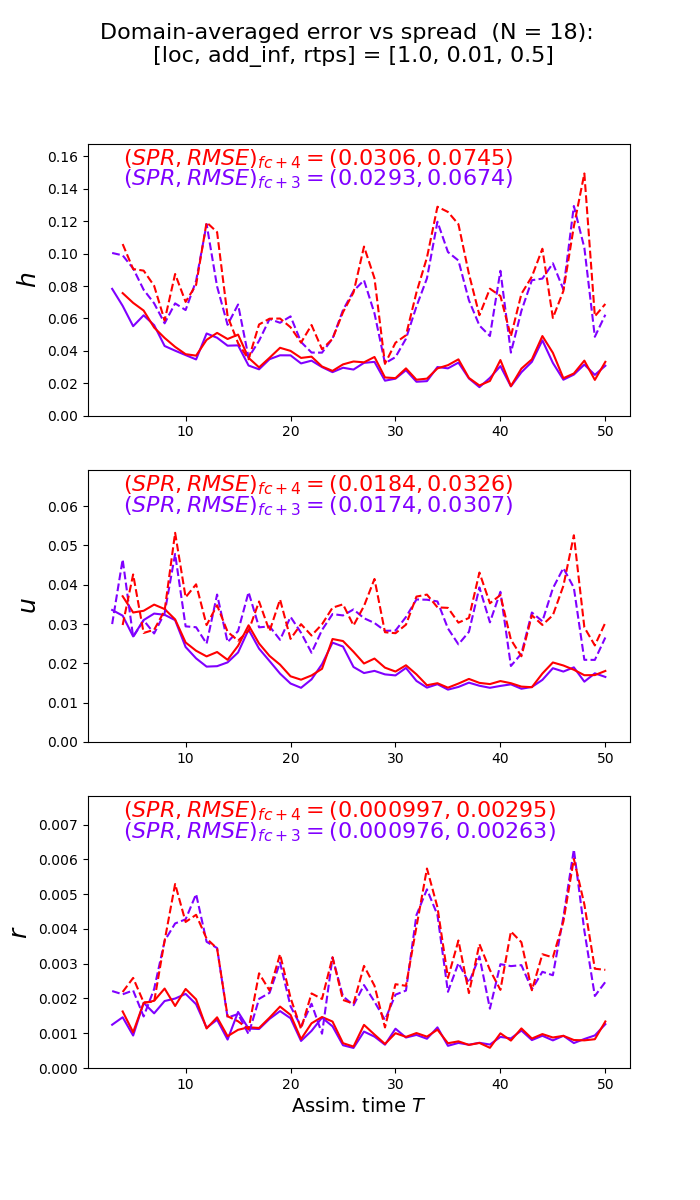 Domain-averaged error vs spread (N = 18):
[loc, add_inf, rtps] = [1.0, 0.01, 0.5]
(SPR, RMSE)fc+4 = (0.0306, 0.0745)
(SPR, RMSE)fc+3 = (0.0293, 0.0674)
0.16
0.14
0.12
0.10
0.08
0.06
0.04
0.02
0.00
h
10 20 30 40 50
(SPR, RMSE)fc+4 = (0.0184, 0.0326)
(SPR, RMSE)fc+3 = (0.0174, 0.0307)
0.06
0.05
0.04
0.03
0.02
0.01
0.00
u
10 20 30 40 50
(SPR, RMSE)fc+4 = (0.000997, 0.00295)
(SPR, RMSE)fc+3 = (0.000976, 0.00263)
0.007
0.006
0.005
0.004
0.003
0.002
0.001
0.000
r
10 20 30 40 50
Assim. time T